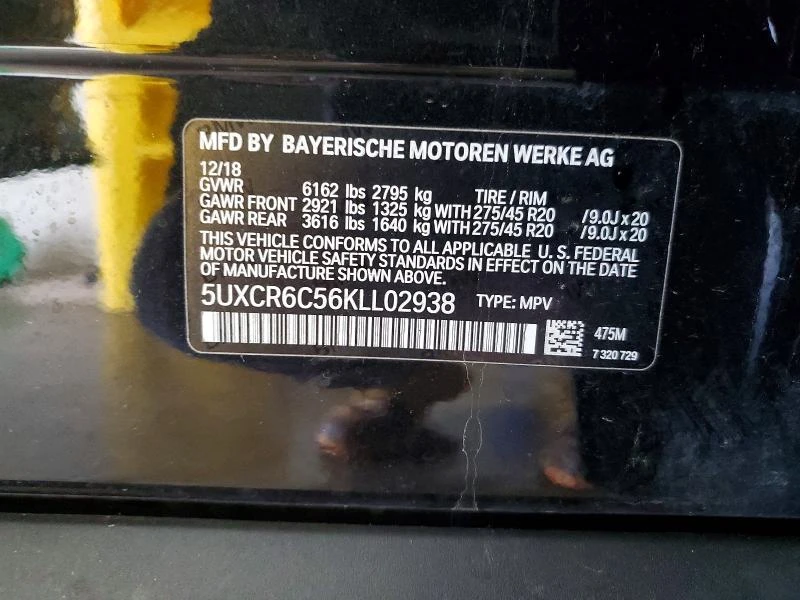 MFD BY BAYERISCHE MOTOREN WERKE AG
12/18
GVWR 6162 lbs 2795 kg TIRE / RIM
GAWR FRONT 2921 lbs 1325 kg WITH 275/45 R20 /9.0J x 20
GAWR REAR 3616 lbs 1640 kg WITH 275/45 R20 /9.0J x 20
THIS VEHICLE CONFORMS TO ALL APPLICABLE U. S. FEDERAL
MOTOR VEHICLE SAFETY STANDARDS IN EFFECT ON THE DATE
OF MANUFACTURE SHOWN ABOVE.
5UXCR6C56KLL02938 TYPE: MPV
475M
7 320 729